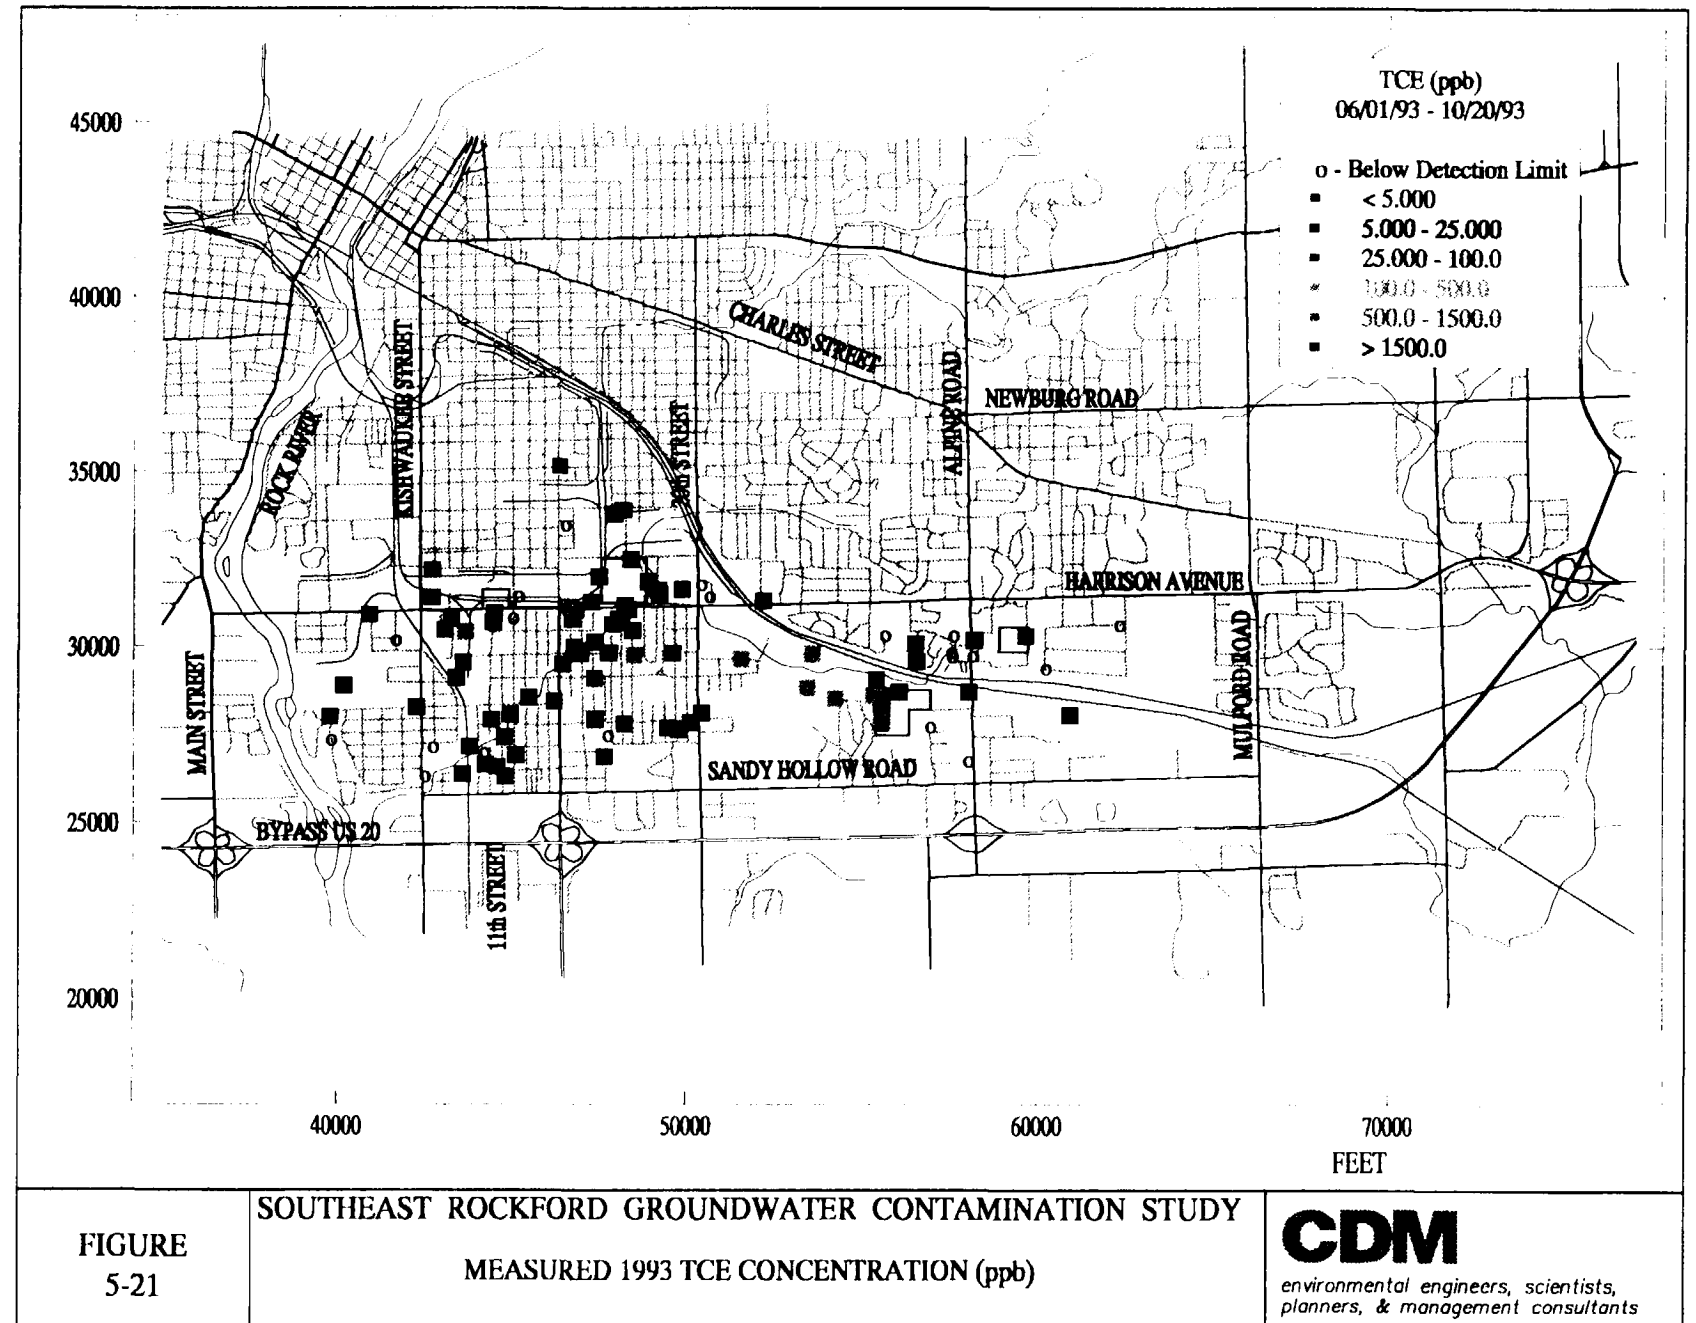 TCE (ppb)
06/01/93 - 10/20/93
o - Below Detection Limit
< 5.000
5.000 - 25.000
25.000 - 100.0
100.0 - 500.0
500.0 - 1500.0
> 1500.0
45000
40000
35000
30000
25000
20000
CHARLES STREET
KISHWAUKEE STREET
ROCK RIVER
20th STREET
ALPINE ROAD
NEWBURG ROAD
HARRISON AVENUE
MAIN STREET
MULFORD ROAD
SANDY HOLLOW ROAD
BYPASS US 20
11th STREET
40000
50000
60000
70000
FEET
FIGURE
5-21
SOUTHEAST ROCKFORD GROUNDWATER CONTAMINATION STUDY
MEASURED 1993 TCE CONCENTRATION (ppb)
CDM
environmental engineers, scientists,
planners, & management consultants